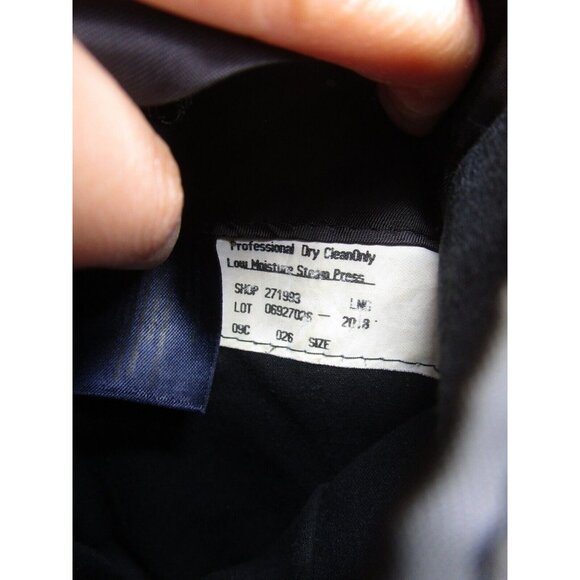 Professional Dry CleanOnly
Low Moisture Steam Press
SHOP 271993 LNG
LOT 06927026 — 20.8
09C 026 SIZE